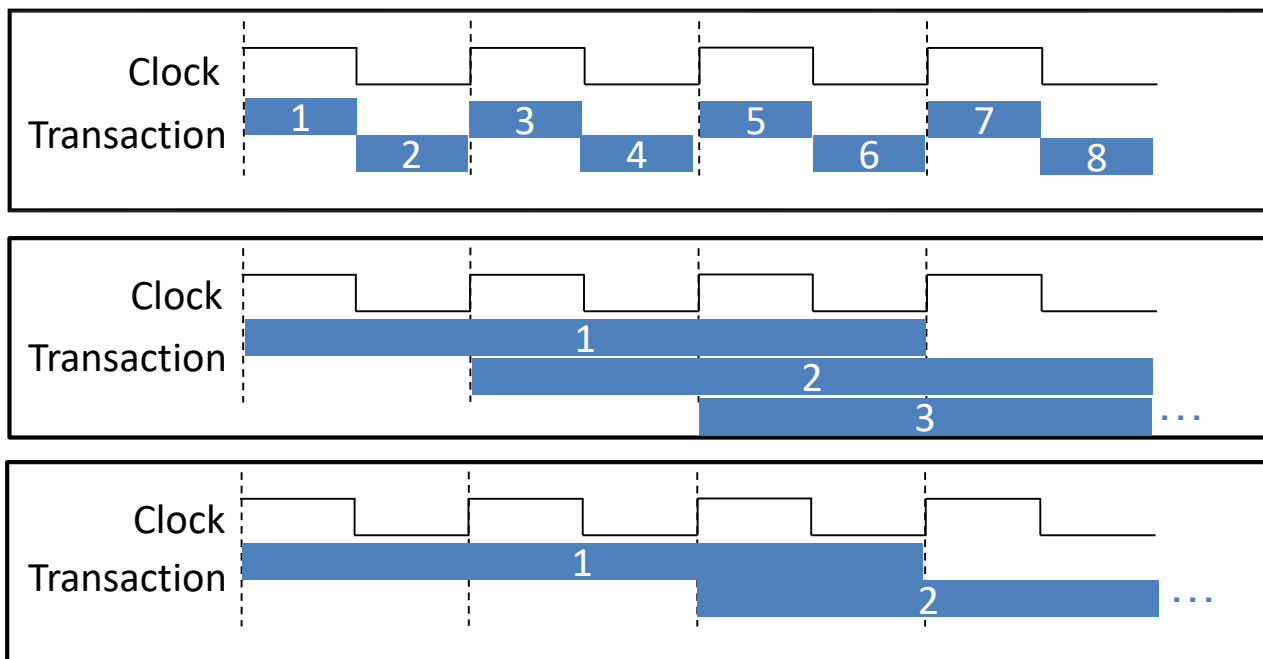 Clock
Transaction
1 3 5 7
2 4 6 8
Clock
Transaction
1
2
3 ...
Clock
Transaction
1
2 ...